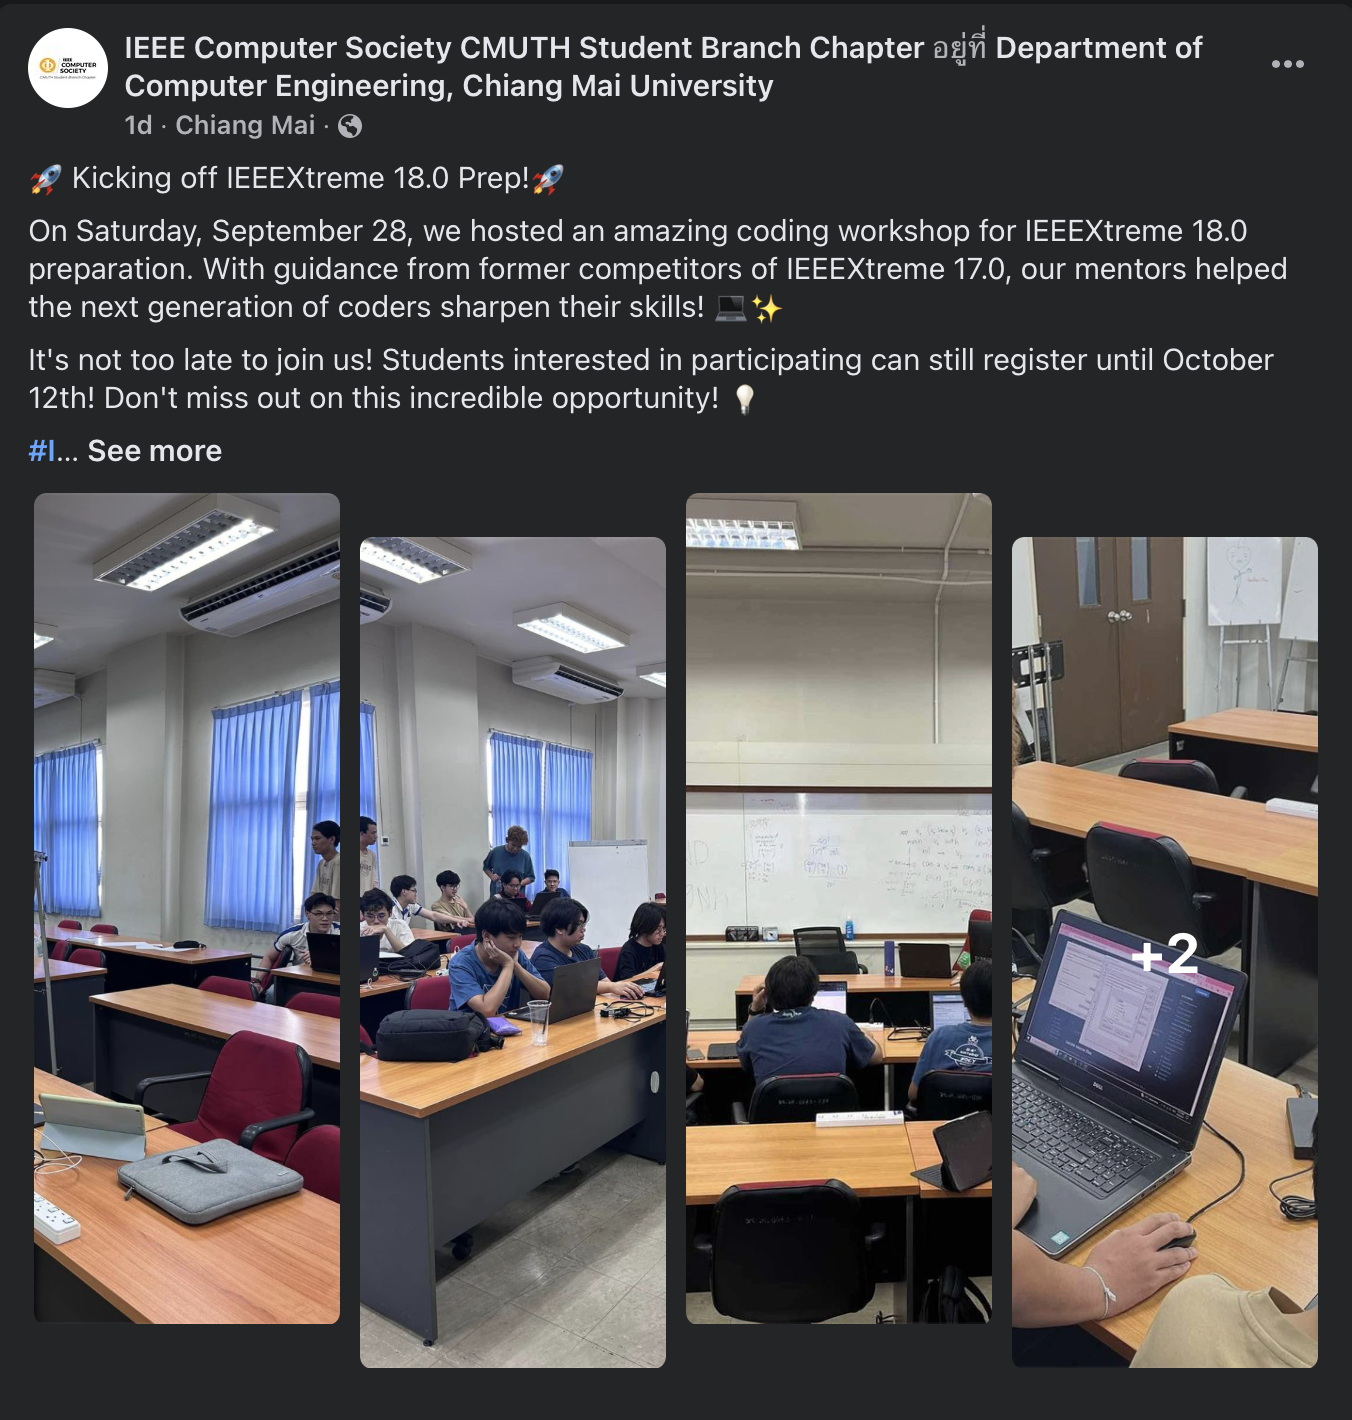 IEEE Computer Society CMUTH Student Branch Chapter อยู่ที่ Department of
Computer Engineering, Chiang Mai University
IEEE
COMPUTER
SOCIETY
CMUTH Student Branch Chapter
1d · Chiang Mai ·
🚀 Kicking off IEEEXtreme 18.0 Prep!🚀
On Saturday, September 28, we hosted an amazing coding workshop for IEEEXtreme 18.0
preparation. With guidance from former competitors of IEEEXtreme 17.0, our mentors helped
the next generation of coders sharpen their skills! 💻✨
It's not too late to join us! Students interested in participating can still register until October
12th! Don't miss out on this incredible opportunity! 💡
#I... See more
+2
DELL